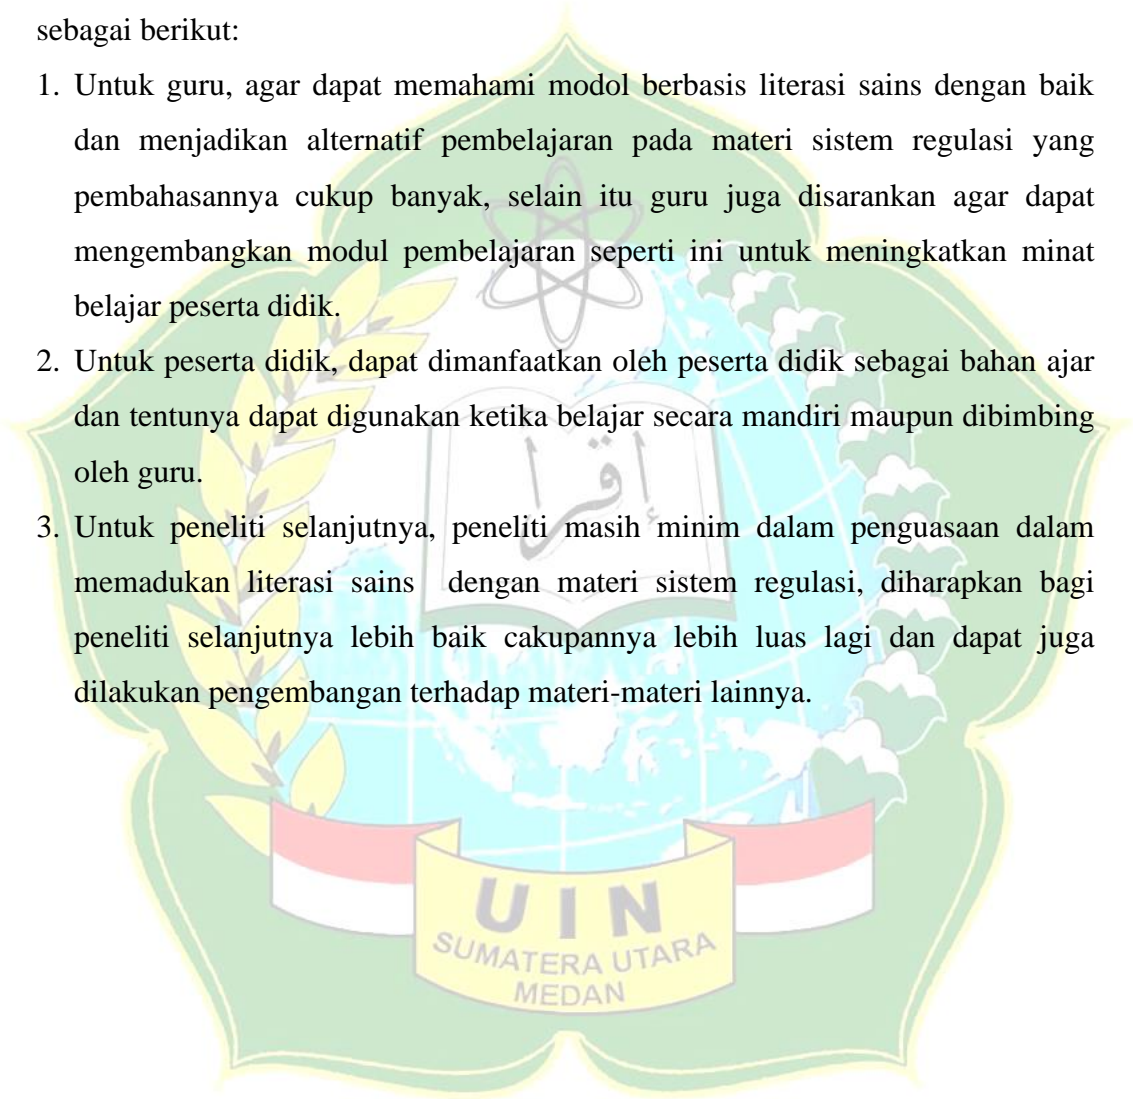 sebagai berikut:
1. Untuk guru, agar dapat memahami modol berbasis literasi sains dengan baik
dan menjadikan alternatif pembelajaran pada materi sistem regulasi yang
pembahasannya cukup banyak, selain itu guru juga disarankan agar dapat
mengembangkan modul pembelajaran seperti ini untuk meningkatkan minat
belajar peserta didik.
2. Untuk peserta didik, dapat dimanfaatkan oleh peserta didik sebagai bahan ajar
dan tentunya dapat digunakan ketika belajar secara mandiri maupun dibimbing
oleh guru.
3. Untuk peneliti selanjutnya, peneliti masih minim dalam penguasaan dalam
memadukan literasi sains dengan materi sistem regulasi, diharapkan bagi
peneliti selanjutnya lebih baik cakupannya lebih luas lagi dan dapat juga
dilakukan pengembangan terhadap materi-materi lainnya.
إقرا
UIN
SUMATERA UTARA
MEDAN